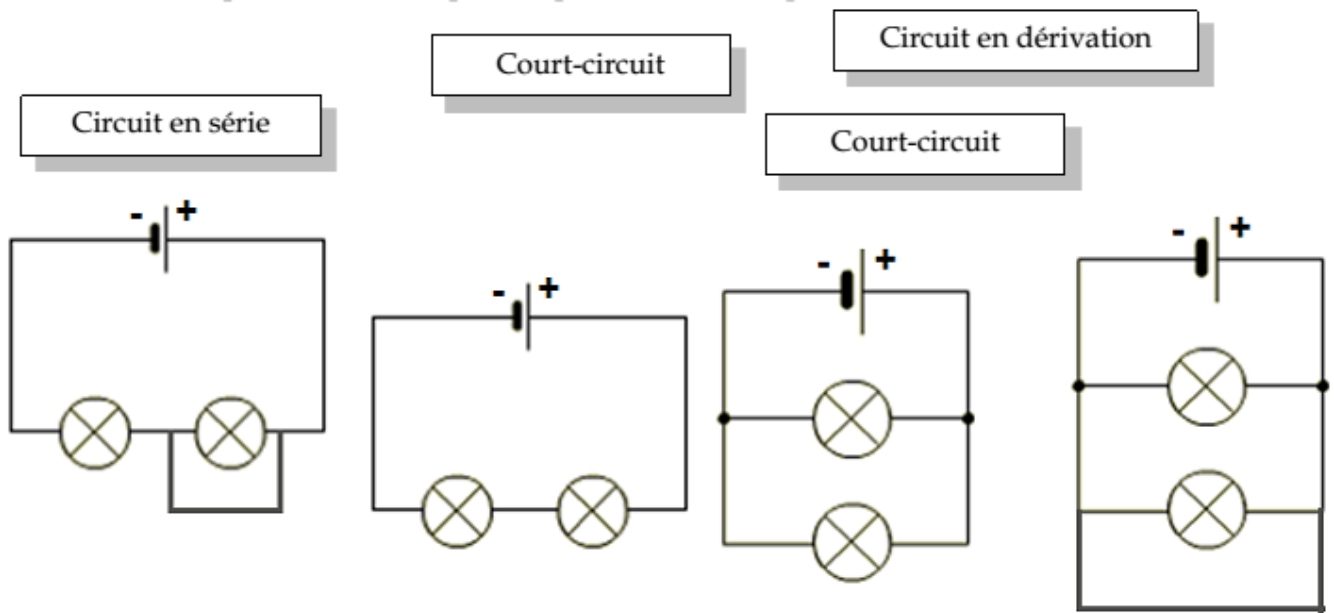 Circuit en dérivation
Court-circuit
Circuit en série
Court-circuit
- +
- +
- +
- +